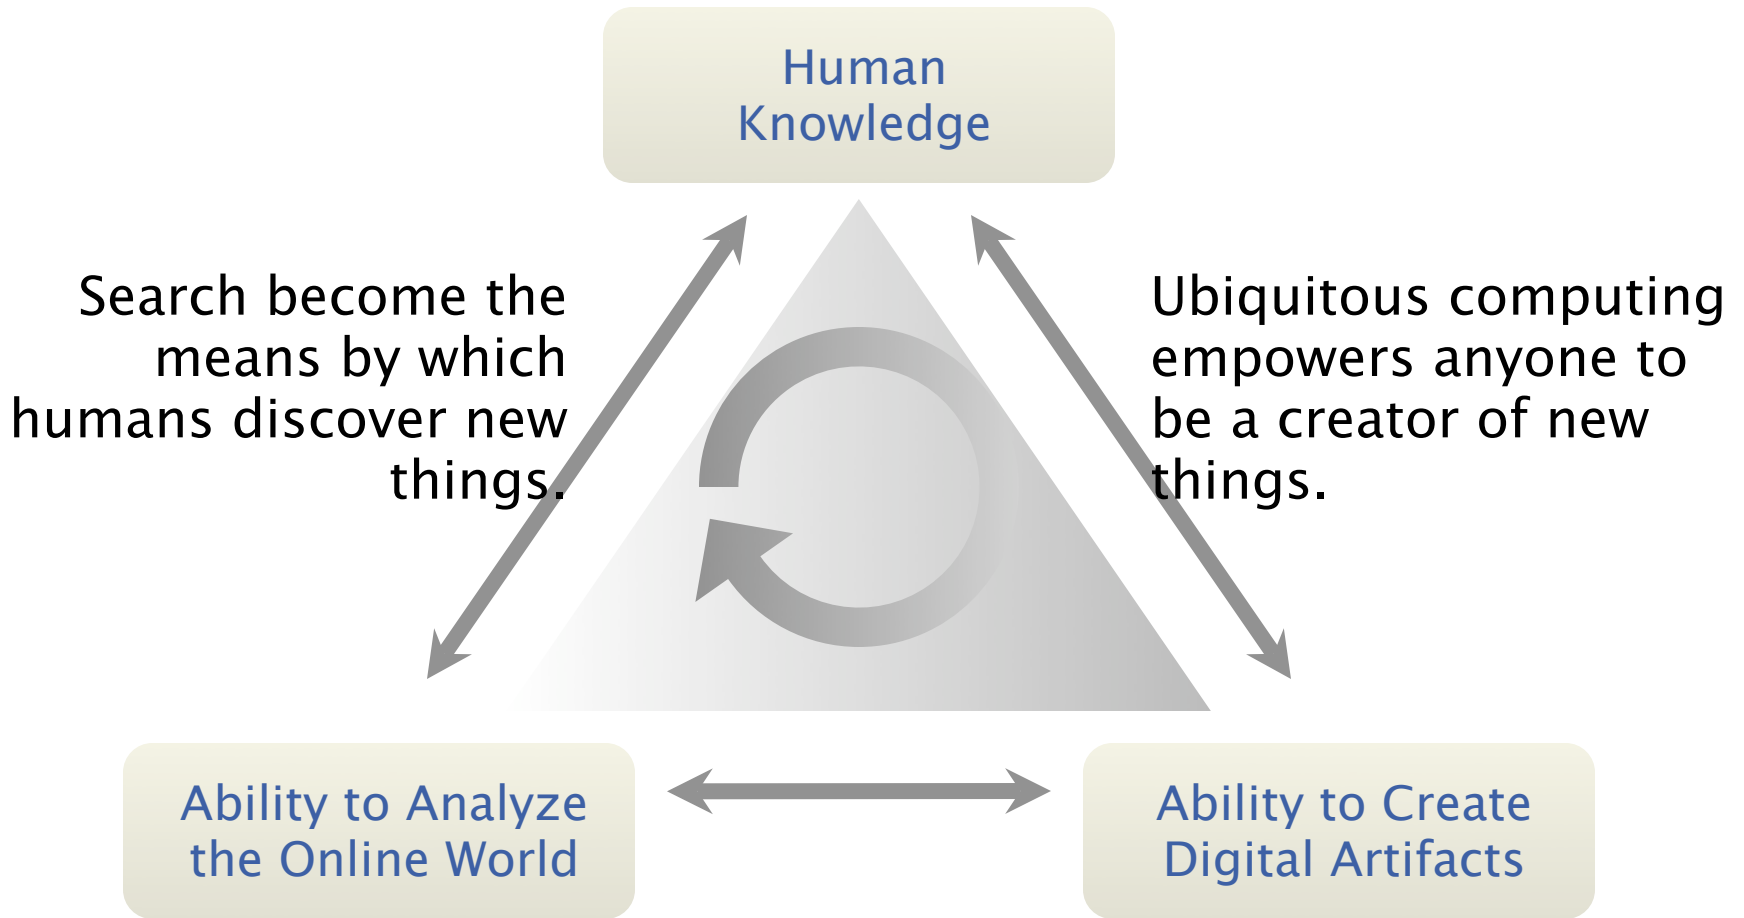 Human
Knowledge
Search become the
means by which
humans discover new
things.
Ubiquitous computing
empowers anyone to
be a creator of new
things.
Ability to Analyze
the Online World
Ability to Create
Digital Artifacts